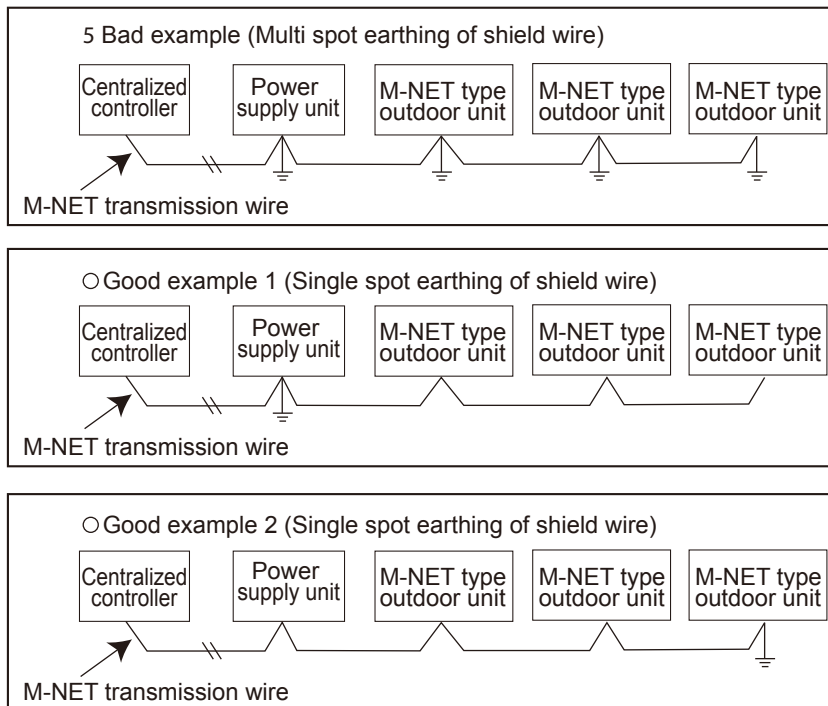 5 Bad example (Multi spot earthing of shield wire)
Centralized
controller
Power
supply unit
M-NET type
outdoor unit
M-NET type
outdoor unit
M-NET type
outdoor unit
M-NET transmission wire
○Good example 1 (Single spot earthing of shield wire)
Centralized
controller
Power
supply unit
M-NET type
outdoor unit
M-NET type
outdoor unit
M-NET type
outdoor unit
M-NET transmission wire
○Good example 2 (Single spot earthing of shield wire)
Centralized
controller
Power
supply unit
M-NET type
outdoor unit
M-NET type
outdoor unit
M-NET type
outdoor unit
M-NET transmission wire